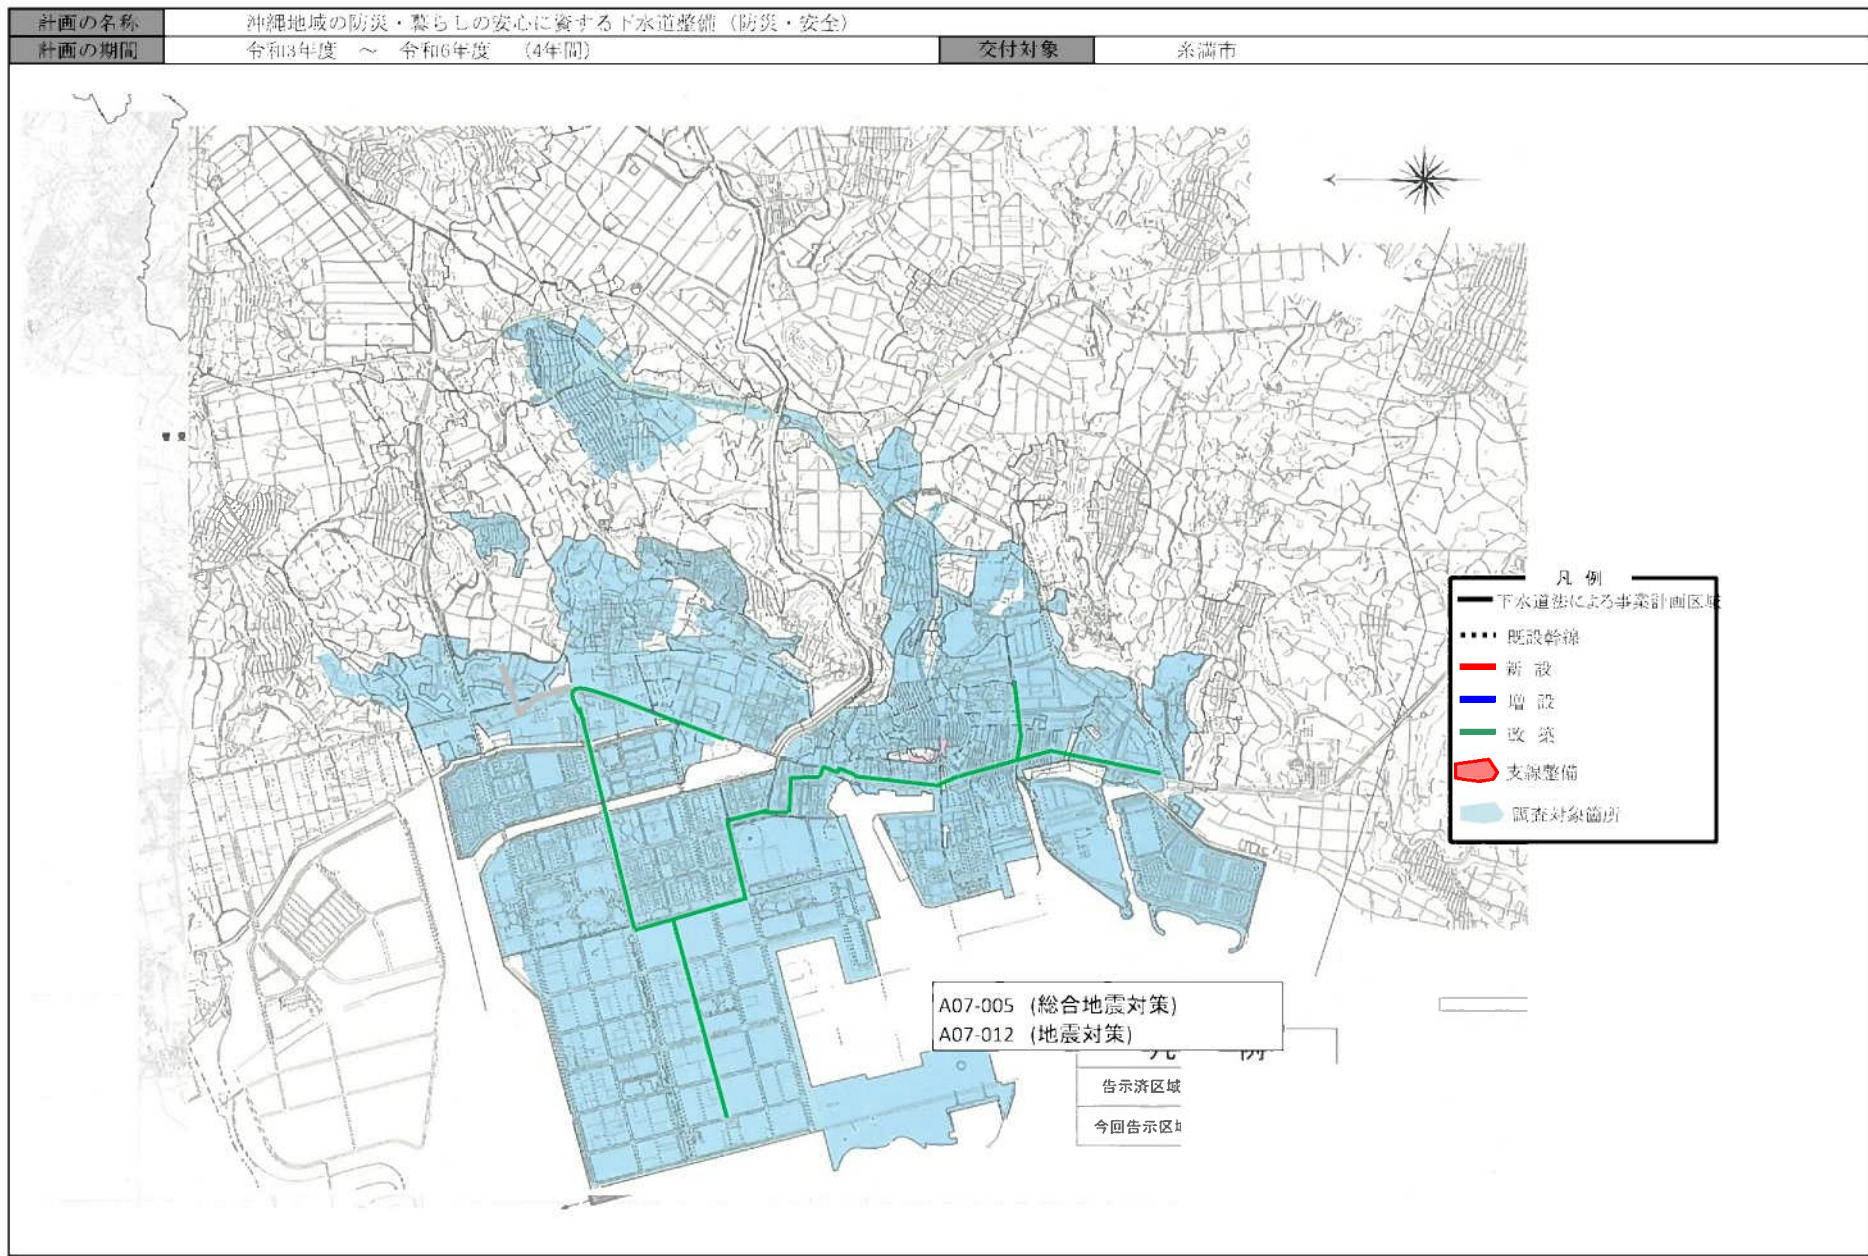 計画の名称 沖縄地域の防災・暮らしの安心に資する下水道整備（防災・安全）
計画の期間 令和3年度 ～ 令和6年度 （4年間） 交付対象 糸満市
凡 例
下水道法による事業計画区域
既設幹線
新 設
増 設
改 築
支線整備
調査対象箇所
A07-005 (総合地震対策)
A07-012 (地震対策)
凡 例
告示済区域
今回告示区域